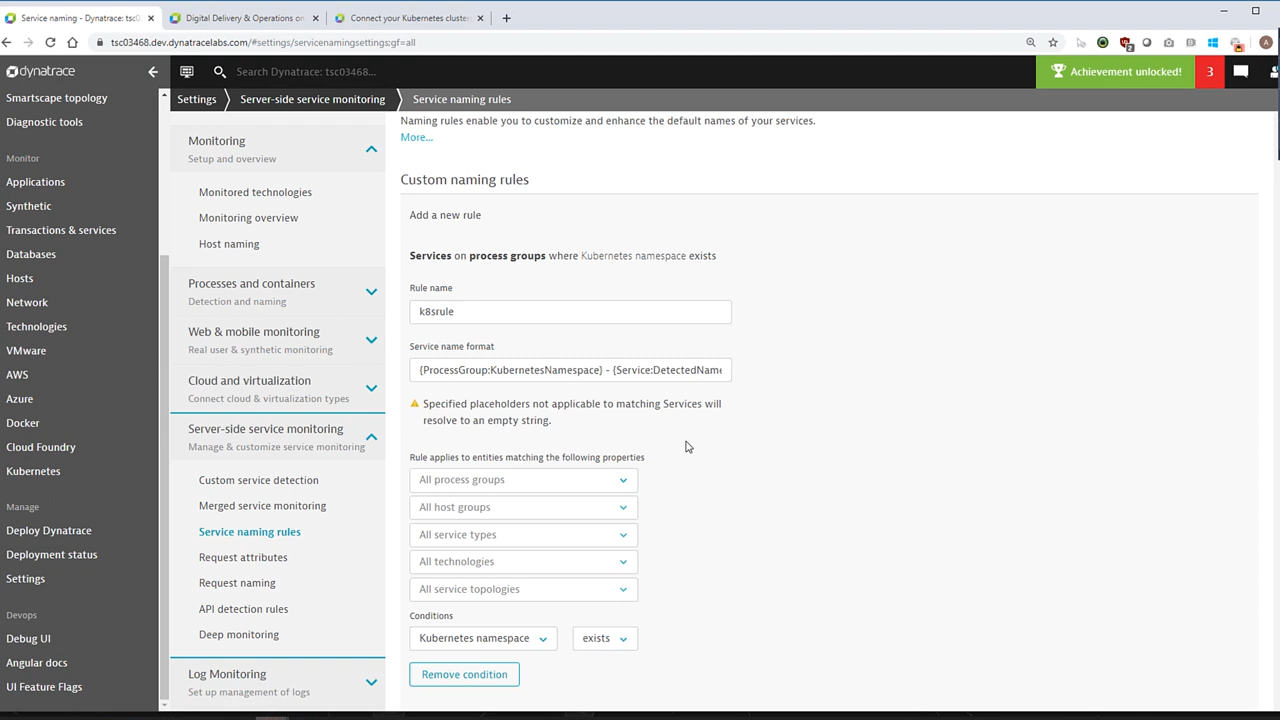 Service naming - Dynatrace: tsc0
Digital Delivery & Operations on
Connect your Kubernetes cluster
tsc03468.dev.dynatracelabs.com/#settings/servicenamingsettings;gf=all
2
A
dynatrace
Search Dynatrace: tsc03468...
Achievement unlocked!
3
Smartscape topology
Diagnostic tools
Monitor
Applications
Synthetic
Transactions & services
Databases
Hosts
Network
Technologies
VMware
AWS
Azure
Docker
Cloud Foundry
Kubernetes
Manage
Deploy Dynatrace
Deployment status
Settings
Devops
Debug UI
Angular docs
UI Feature Flags
Settings
Server-side service monitoring
Service naming rules
Monitoring
Setup and overview
Monitored technologies
Monitoring overview
Host naming
Processes and containers
Detection and naming
Web & mobile monitoring
Real user & synthetic monitoring
Cloud and virtualization
Connect cloud & virtualization types
Server-side service monitoring
Manage & customize service monitoring
Custom service detection
Merged service monitoring
Service naming rules
Request attributes
Request naming
API detection rules
Deep monitoring
Log Monitoring
Set up management of logs
Naming rules enable you to customize and enhance the default names of your services.
More...
Custom naming rules
Add a new rule
Services on process groups where Kubernetes namespace exists
Rule name
k8srule
Service name format
{ProcessGroup:KubernetesNamespace} - {Service:DetectedName
Specified placeholders not applicable to matching Services will
resolve to an empty string.
Rule applies to entities matching the following properties
All process groups
All host groups
All service types
All technologies
All service topologies
Conditions
Kubernetes namespace
exists
Remove condition